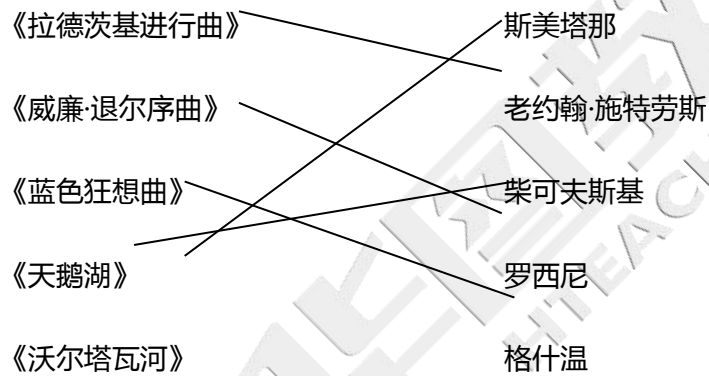 《拉德茨基进行曲》 斯美塔那
《威廉·退尔序曲》 老约翰·施特劳斯
《蓝色狂想曲》 柴可夫斯基
《天鹅湖》 罗西尼
《沃尔塔瓦河》 格什温